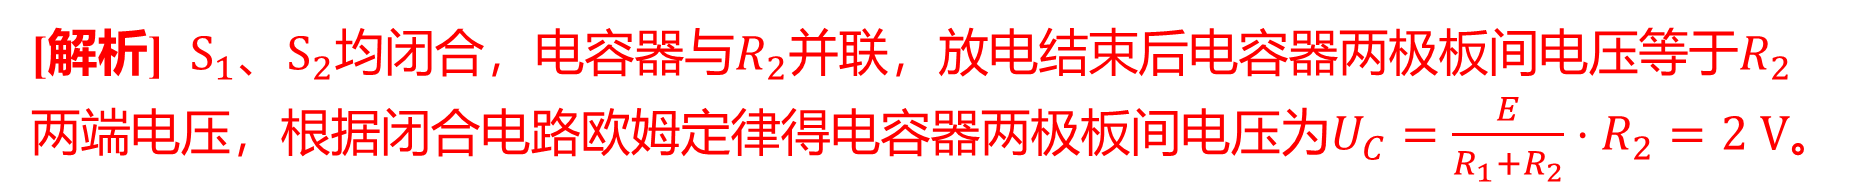 [解析] S₁、S₂均闭合，电容器与R₂并联，放电结束后电容器两极板间电压等于R₂
两端电压，根据闭合电路欧姆定律得电容器两极板间电压为U_C = \frac{E}{R₁+R₂} · R₂ = 2 V。